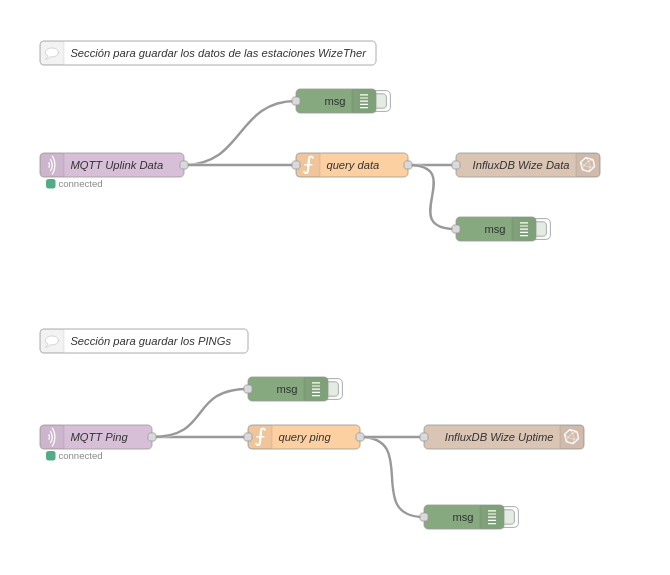 Sección para guardar los datos de las estaciones WizeTher
msg
MQTT Uplink Data
query data
InfluxDB Wize Data
connected
msg
Sección para guardar los PINGs
msg
MQTT Ping
query ping
InfluxDB Wize Uptime
connected
msg